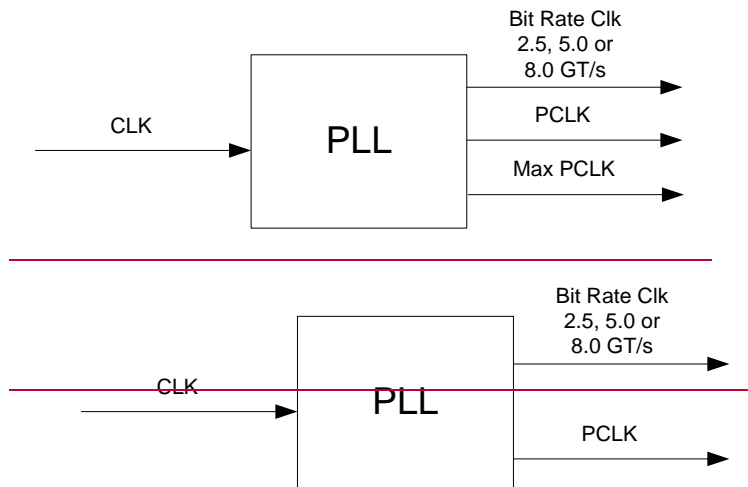 Bit Rate Clk
2.5, 5.0 or
8.0 GT/s
CLK
PLL
PCLK
Max PCLK
Bit Rate Clk
2.5, 5.0 or
8.0 GT/s
CLK
PLL
PCLK